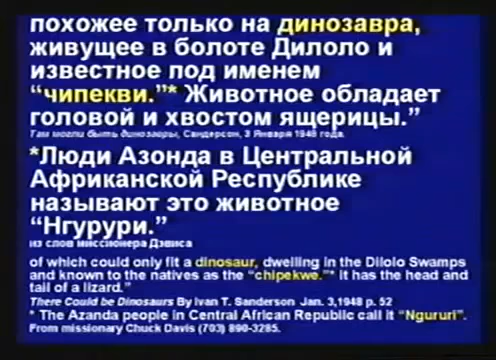 похожее только на динозавра,
живущее в болоте Дилоло и
известное под именем
“чипекви.”* Животное обладает
головой и хвостом ящерицы.”
Там могли быть динозавры, Сандерсон, 3 Января 1948 года.
*Люди Азонда в Центральной
Африканской Республике
называют это животное
“Нгурури.”
из слов миссионера Дэвиса
of which could only fit a dinosaur, dwelling in the Dilolo Swamps
and known to the natives as the “chipekwe.”* it has the head and
tail of a lizard.”
There Could be Dinosaurs By Ivan T. Sanderson Jan. 3,1948 p. 52
* The Azanda people in Central African Republic call it “Ngururi”.
From missionary Chuck Davis (703) 890-3285.